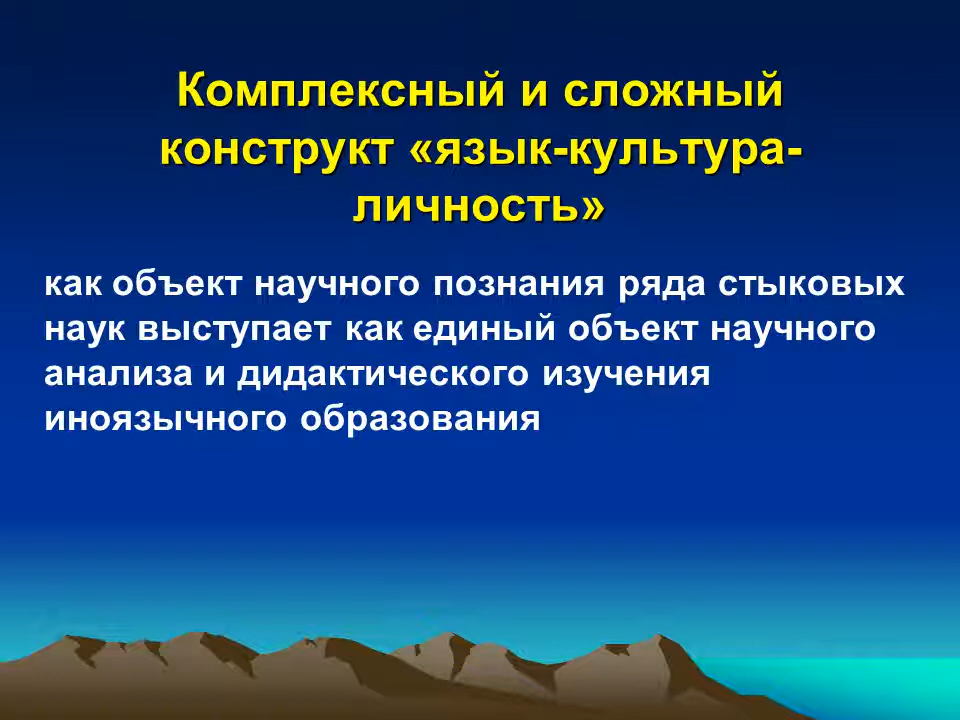 Комплексный и сложный
конструкт «язык-культура-
личность»
как объект научного познания ряда стыковых
наук выступает как единый объект научного
анализа и дидактического изучения
иноязычного образования